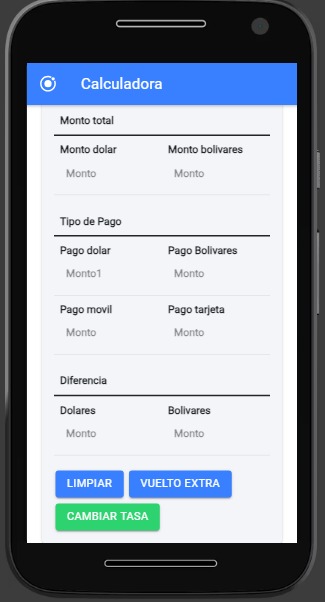 Calculadora
Monto total
Monto dolar Monto bolivares
Monto Monto
Tipo de Pago
Pago dolar Pago Bolivares
Monto1 Monto
Pago movil Pago tarjeta
Monto Monto
Diferencia
Dolares Bolivares
Monto Monto
LIMPIAR VUELTO EXTRA
CAMBIAR TASA